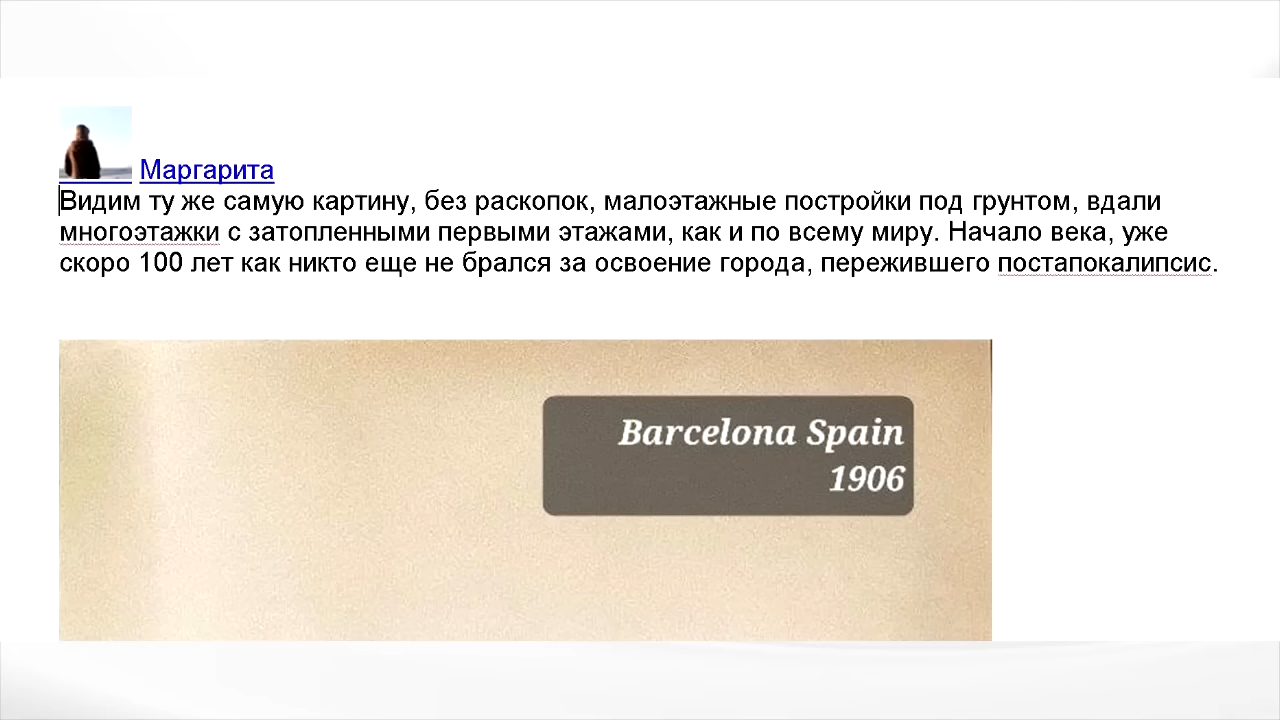 Маргарита
Видим ту же самую картину, без раскопок, малоэтажные постройки под грунтом, вдали
многоэтажки с затопленными первыми этажами, как и по всему миру. Начало века, уже
скоро 100 лет как никто еще не брался за освоение города, пережившего постапокалипсис.
Barcelona Spain
1906